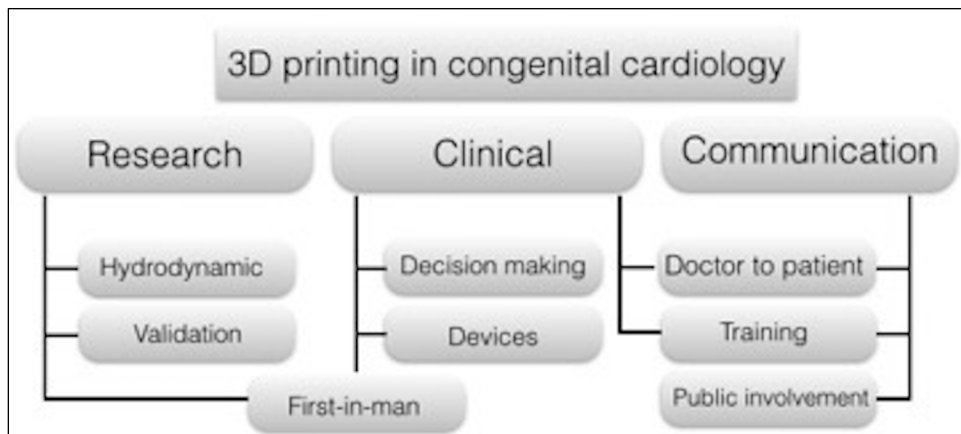 3D printing in congenital cardiology
Research
Clinical
Communication
Hydrodynamic
Decision making
Doctor to patient
Validation
Devices
Training
First-in-man
Public involvement